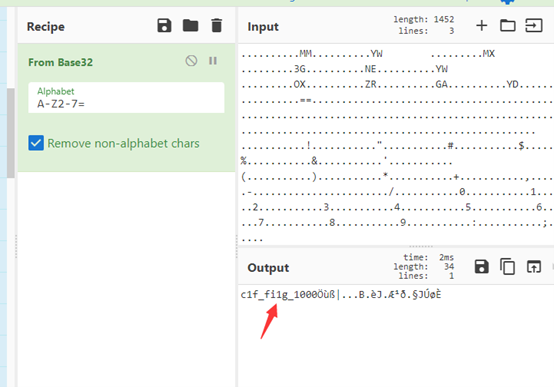 Recipe
From Base32
Alphabet
A-Z2-7=
Remove non-alphabet chars
Input
length: 1452
lines: 3
..........MM..........YW .........MX
.........3G..........NE..........YW
.........OX..........ZR..........GA..........YD.....
..........==........................................
....................................................
...........!...........".........#..........$.
%..........&...........'...........
(...........)...........*...........+...........,....
.-......................./...........0...........1...
..2...........3...........4...........5...........6..
...7...........8...........9...........:...........;.
....
Output
time: 2ms
length: 34
lines: 1
c1f_fi1g_1000Öùß|...B.èJ.Æ¹ð.§JÚøÈ